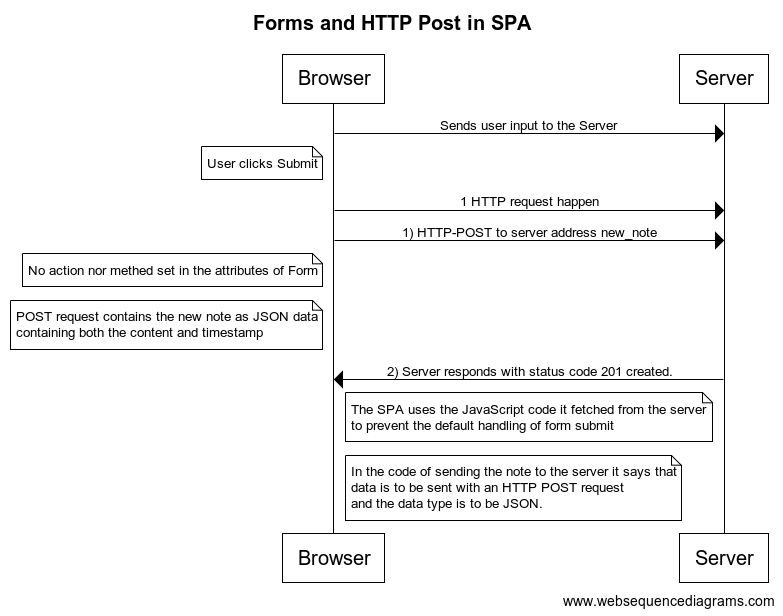 Forms and HTTP Post in SPA
Browser
Server
Sends user input to the Server
User clicks Submit
1 HTTP request happen
1) HTTP-POST to server address new_note
No action nor methed set in the attributes of Form
POST request contains the new note as JSON data
containing both the content and timestamp
2) Server responds with status code 201 created.
The SPA uses the JavaScript code it fetched from the server
to prevent the default handling of form submit
In the code of sending the note to the server it says that
data is to be sent with an HTTP POST request
and the data type is to be JSON.
Browser
Server
www.websequencediagrams.com